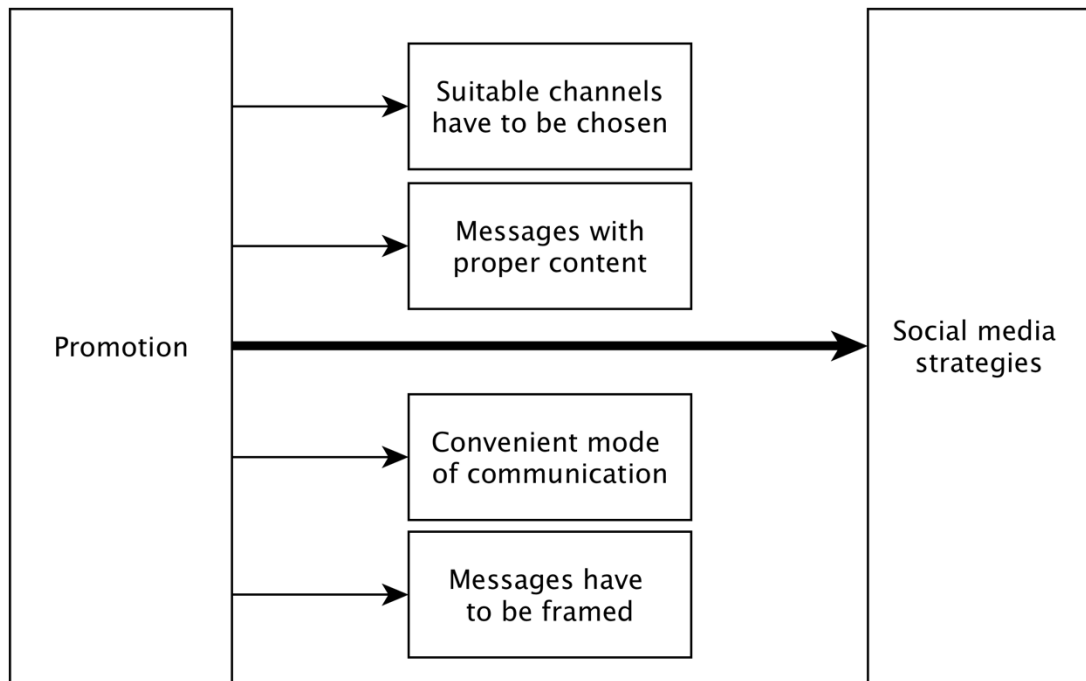 Suitable channels
have to be chosen
Messages with
proper content
Promotion
Social media
strategies
Convenient mode
of communication
Messages have
to be framed